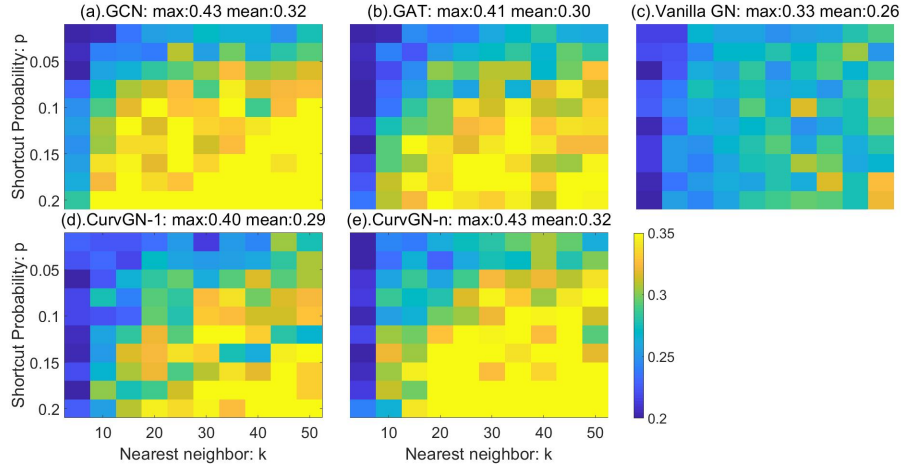 (a).GCN: max:0.43 mean:0.32
(b).GAT: max:0.41 mean:0.30
(c).Vanilla GN: max:0.33 mean:0.26
Shortcut Probability: p
0.05
0.1
0.15
0.2
(d).CurvGN-1: max:0.40 mean:0.29
(e).CurvGN-n: max:0.43 mean:0.32
Shortcut Probability: p
0.05
0.1
0.15
0.2
10 20 30 40 50
Nearest neighbor: k
10 20 30 40 50
Nearest neighbor: k
0.35
0.3
0.25
0.2